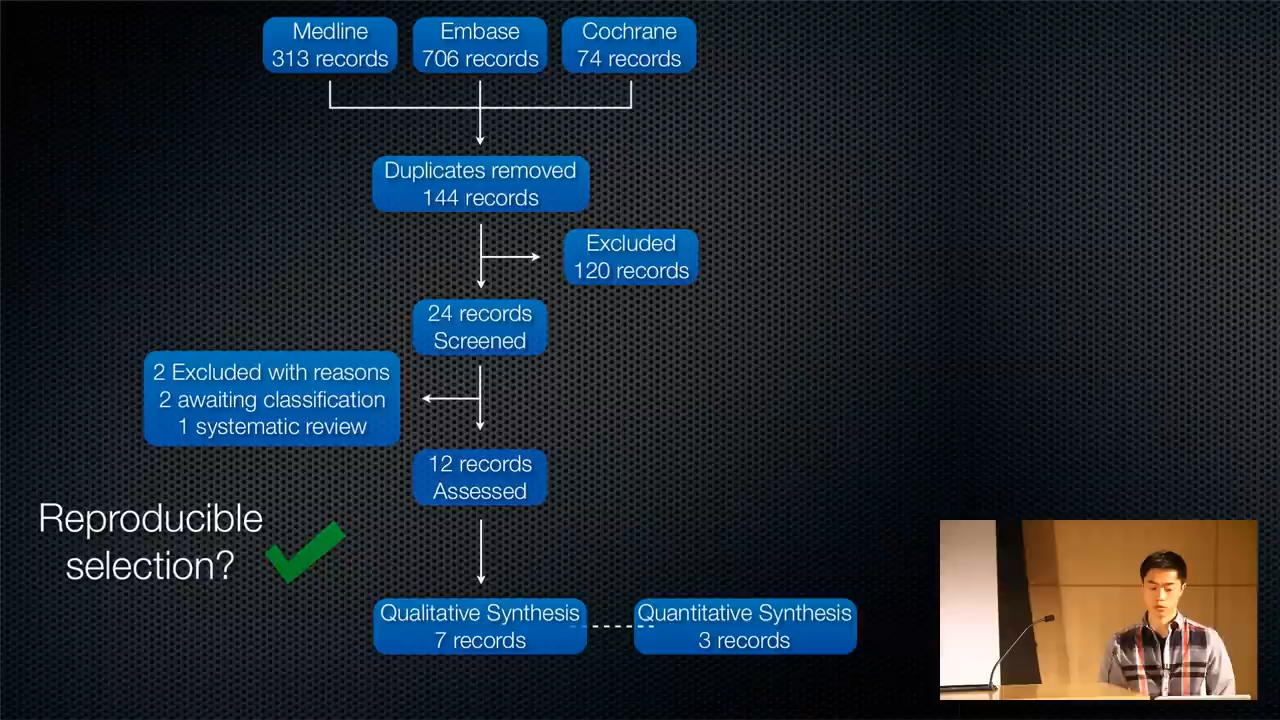 Medline
313 records
Embase
706 records
Cochrane
74 records
Duplicates removed
144 records
Excluded
120 records
24 records
Screened
2 Excluded with reasons
2 awaiting classification
1 systematic review
12 records
Assessed
Reproducible
selection?
Qualitative Synthesis
7 records
Quantitative Synthesis
3 records